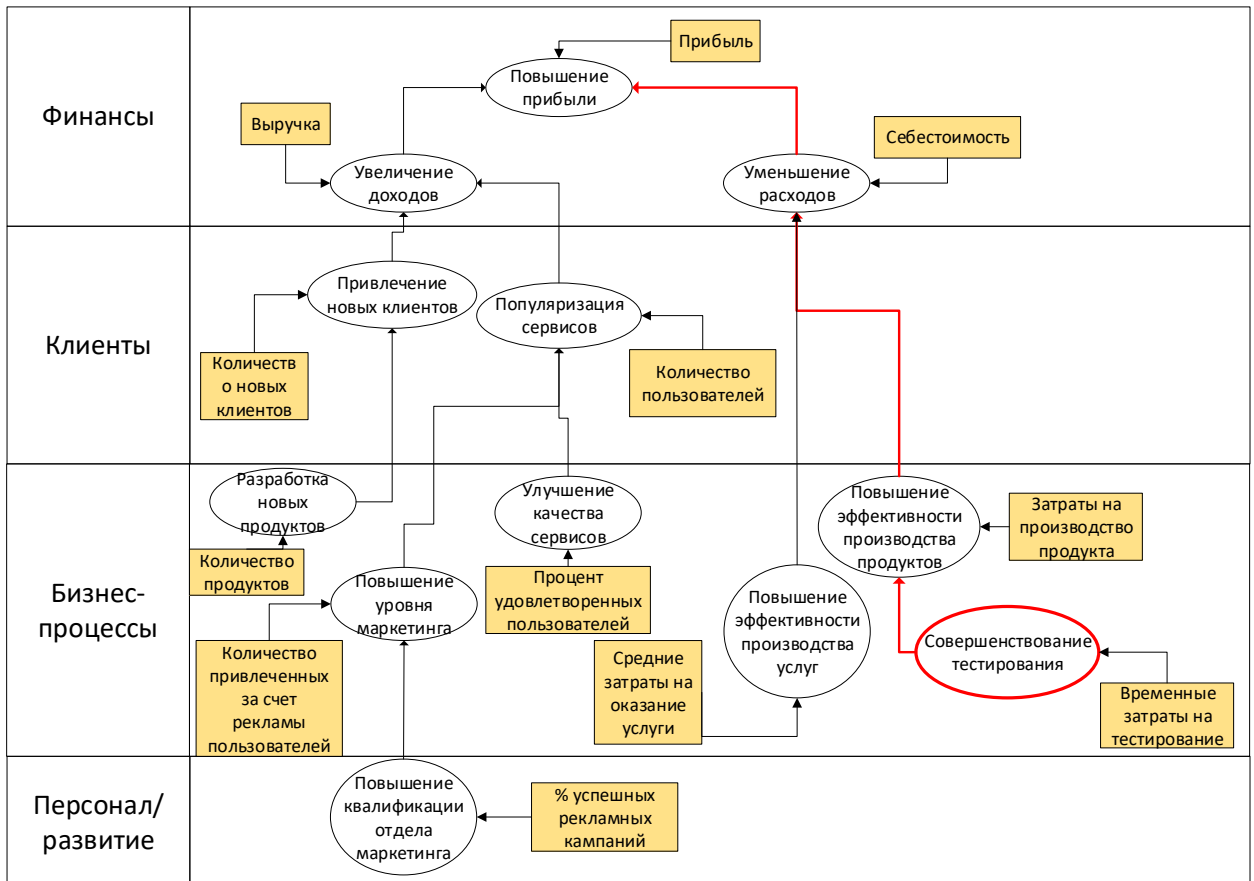 Финансы
Прибыль
Повышение
прибыли
Выручка
Себестоимость
Увеличение
доходов
Уменьшение
расходов
Клиенты
Привлечение
новых клиентов
Популяризация
сервисов
Количеств
о новых
клиентов
Количество
пользователей
Бизнес-
процессы
Разработка
новых
продуктов
Улучшение
качества
сервисов
Повышение
эффективности
производства
продуктов
Затраты на
производство
продукта
Количество
продуктов
Повышение
уровня
маркетинга
Процент
удовлетворенных
пользователей
Повышение
эффективности
производства
услуг
Совершенствование
тестирования
Количество
привлеченных
за счет
рекламы
пользователей
Средние
затраты на
оказание
услуги
Временные
затраты на
тестирование
Персонал/
развитие
Повышение
квалификации
отдела
маркетинга
% успешных
рекламных
кампаний